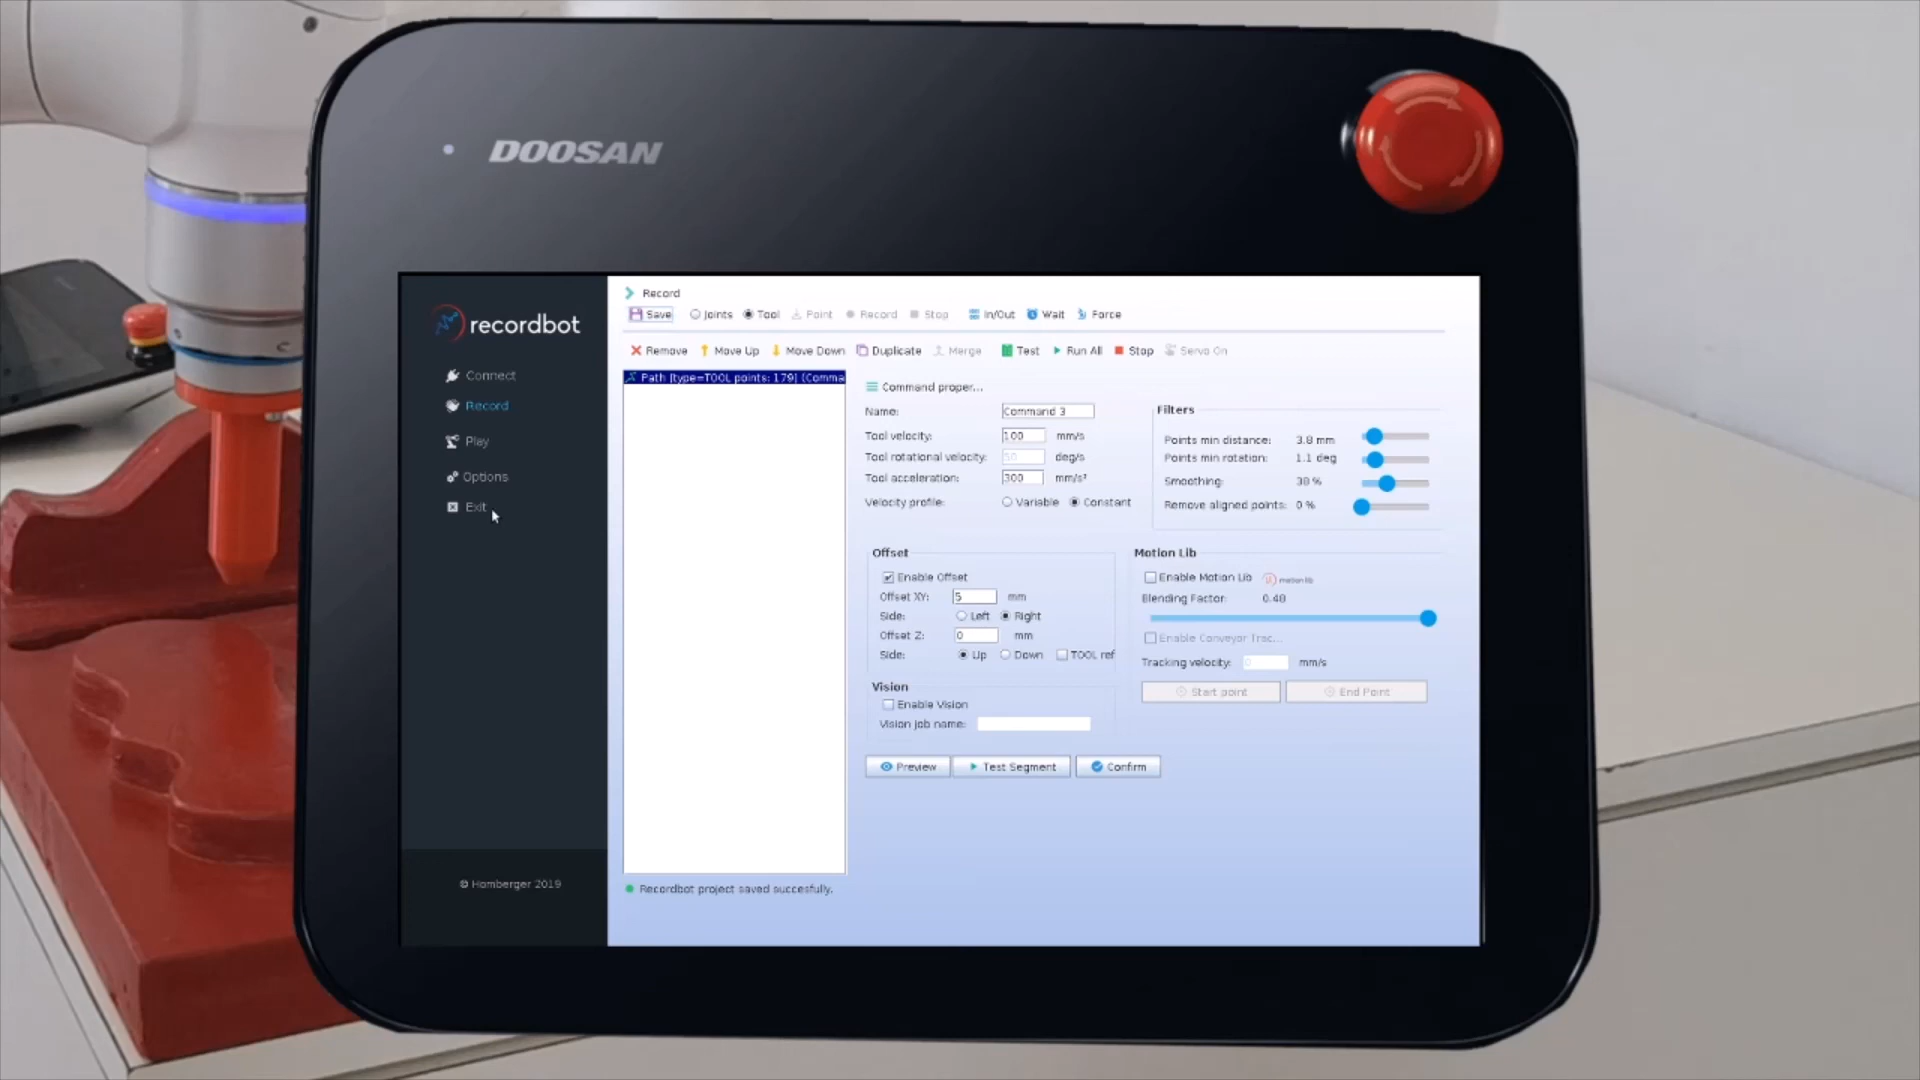 DOOSAN
recordbot
Connect
Record
Play
Options
Exit
© Homberger 2019
Record
Save Joints Tool Point Record Stop In/Out Wait Force
Remove Move Up Move Down Duplicate Merge Test Run All Stop Servo On
Path [type=TOOL points: 179] (Comma
Command proper...
Name: Command 3
Tool velocity: 100 mm/s
Tool rotational velocity: 50 deg/s
Tool acceleration: 300 mm/s²
Velocity profile: Variable Constant
Filters
Points min distance: 3.8 mm
Points min rotation: 1.1 deg
Smoothing: 38 %
Remove aligned points: 0 %
Offset
Enable Offset
Offset XY: 5 mm
Side: Left Right
Offset Z: 0 mm
Side: Up Down TOOL ref
Motion Lib
Enable Motion Lib motion lib
Blending Factor: 0.48
Enable Conveyor Trac...
Tracking velocity: 0 mm/s
Start point End Point
Vision
Enable Vision
Vision job name:
Preview Test Segment Confirm
Recordbot project saved succesfully.